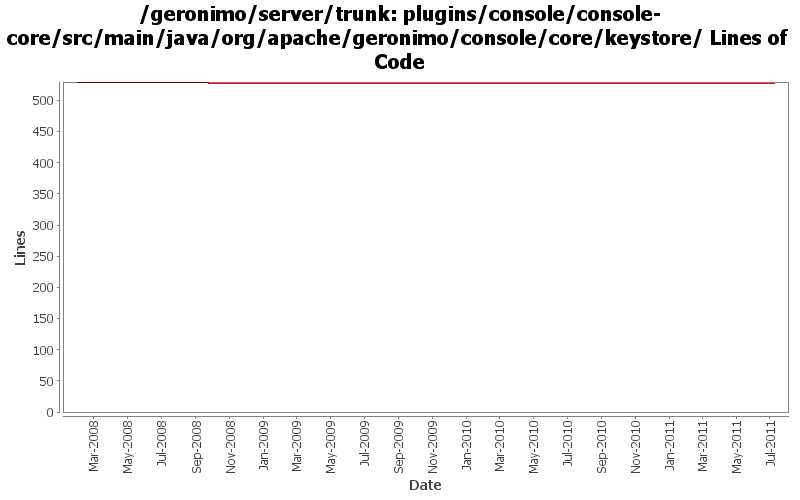 /geronimo/server/trunk: plugins/console/console-
core/src/main/java/org/apache/geronimo/console/core/keystore/ Lines of
Code
500
450
400
350
300
250
200
150
100
50
0
Lines
Mar-2008
May-2008
Jul-2008
Sep-2008
Nov-2008
Jan-2009
Mar-2009
May-2009
Jul-2009
Sep-2009
Nov-2009
Jan-2010
Mar-2010
May-2010
Jul-2010
Sep-2010
Nov-2010
Jan-2011
Mar-2011
May-2011
Jul-2011
Date